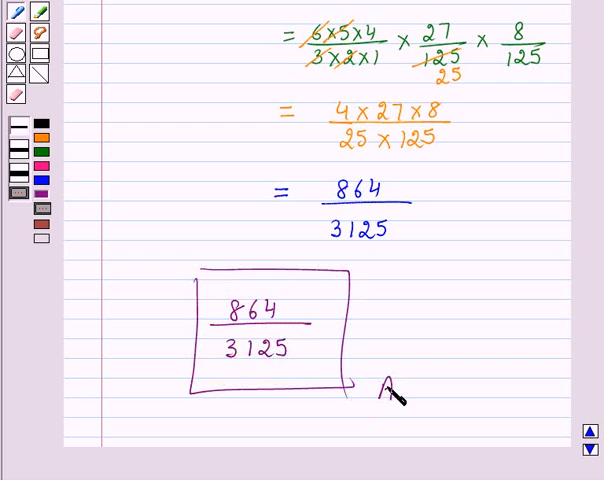 = 6×5×4/3×2×1 × 27/125 × 8/125
25
= 4×27×8/25×125
= 864/3125
864/3125
A